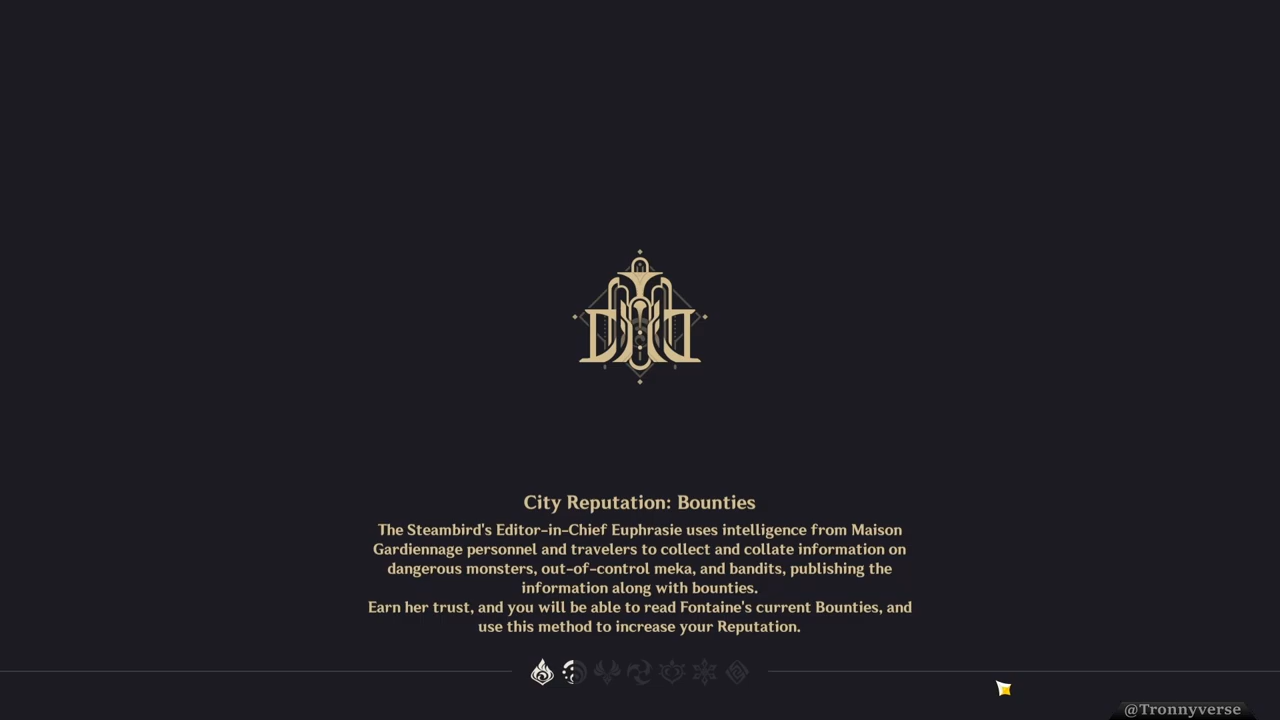 City Reputation: Bounties
The Steambird's Editor-in-Chief Euphrasie uses intelligence from Maison
Gardiennage personnel and travelers to collect and collate information on
dangerous monsters, out-of-control meka, and bandits, publishing the
information along with bounties.
Earn her trust, and you will be able to read Fontaine's current Bounties, and
use this method to increase your Reputation.
@Tronnyverse